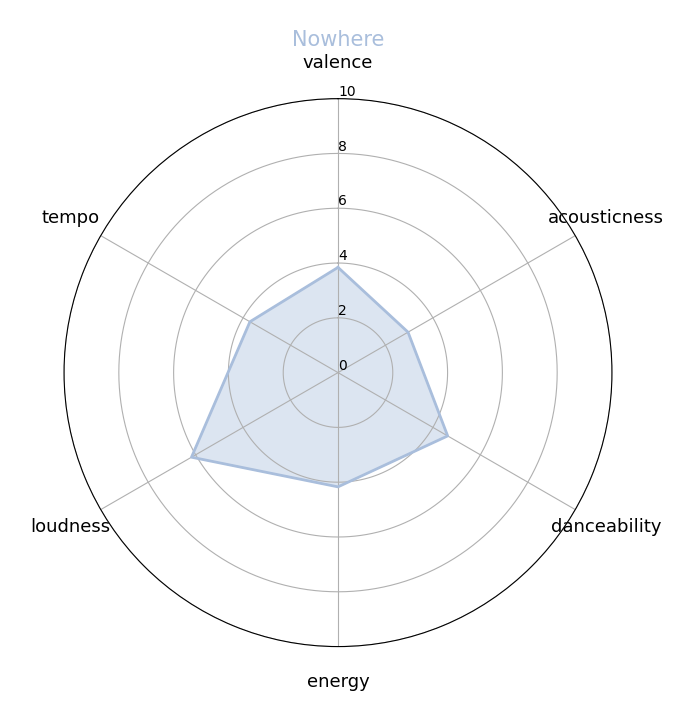 Nowhere
valence
10
8
6
4
2
0
tempo
acousticness
loudness
danceability
energy